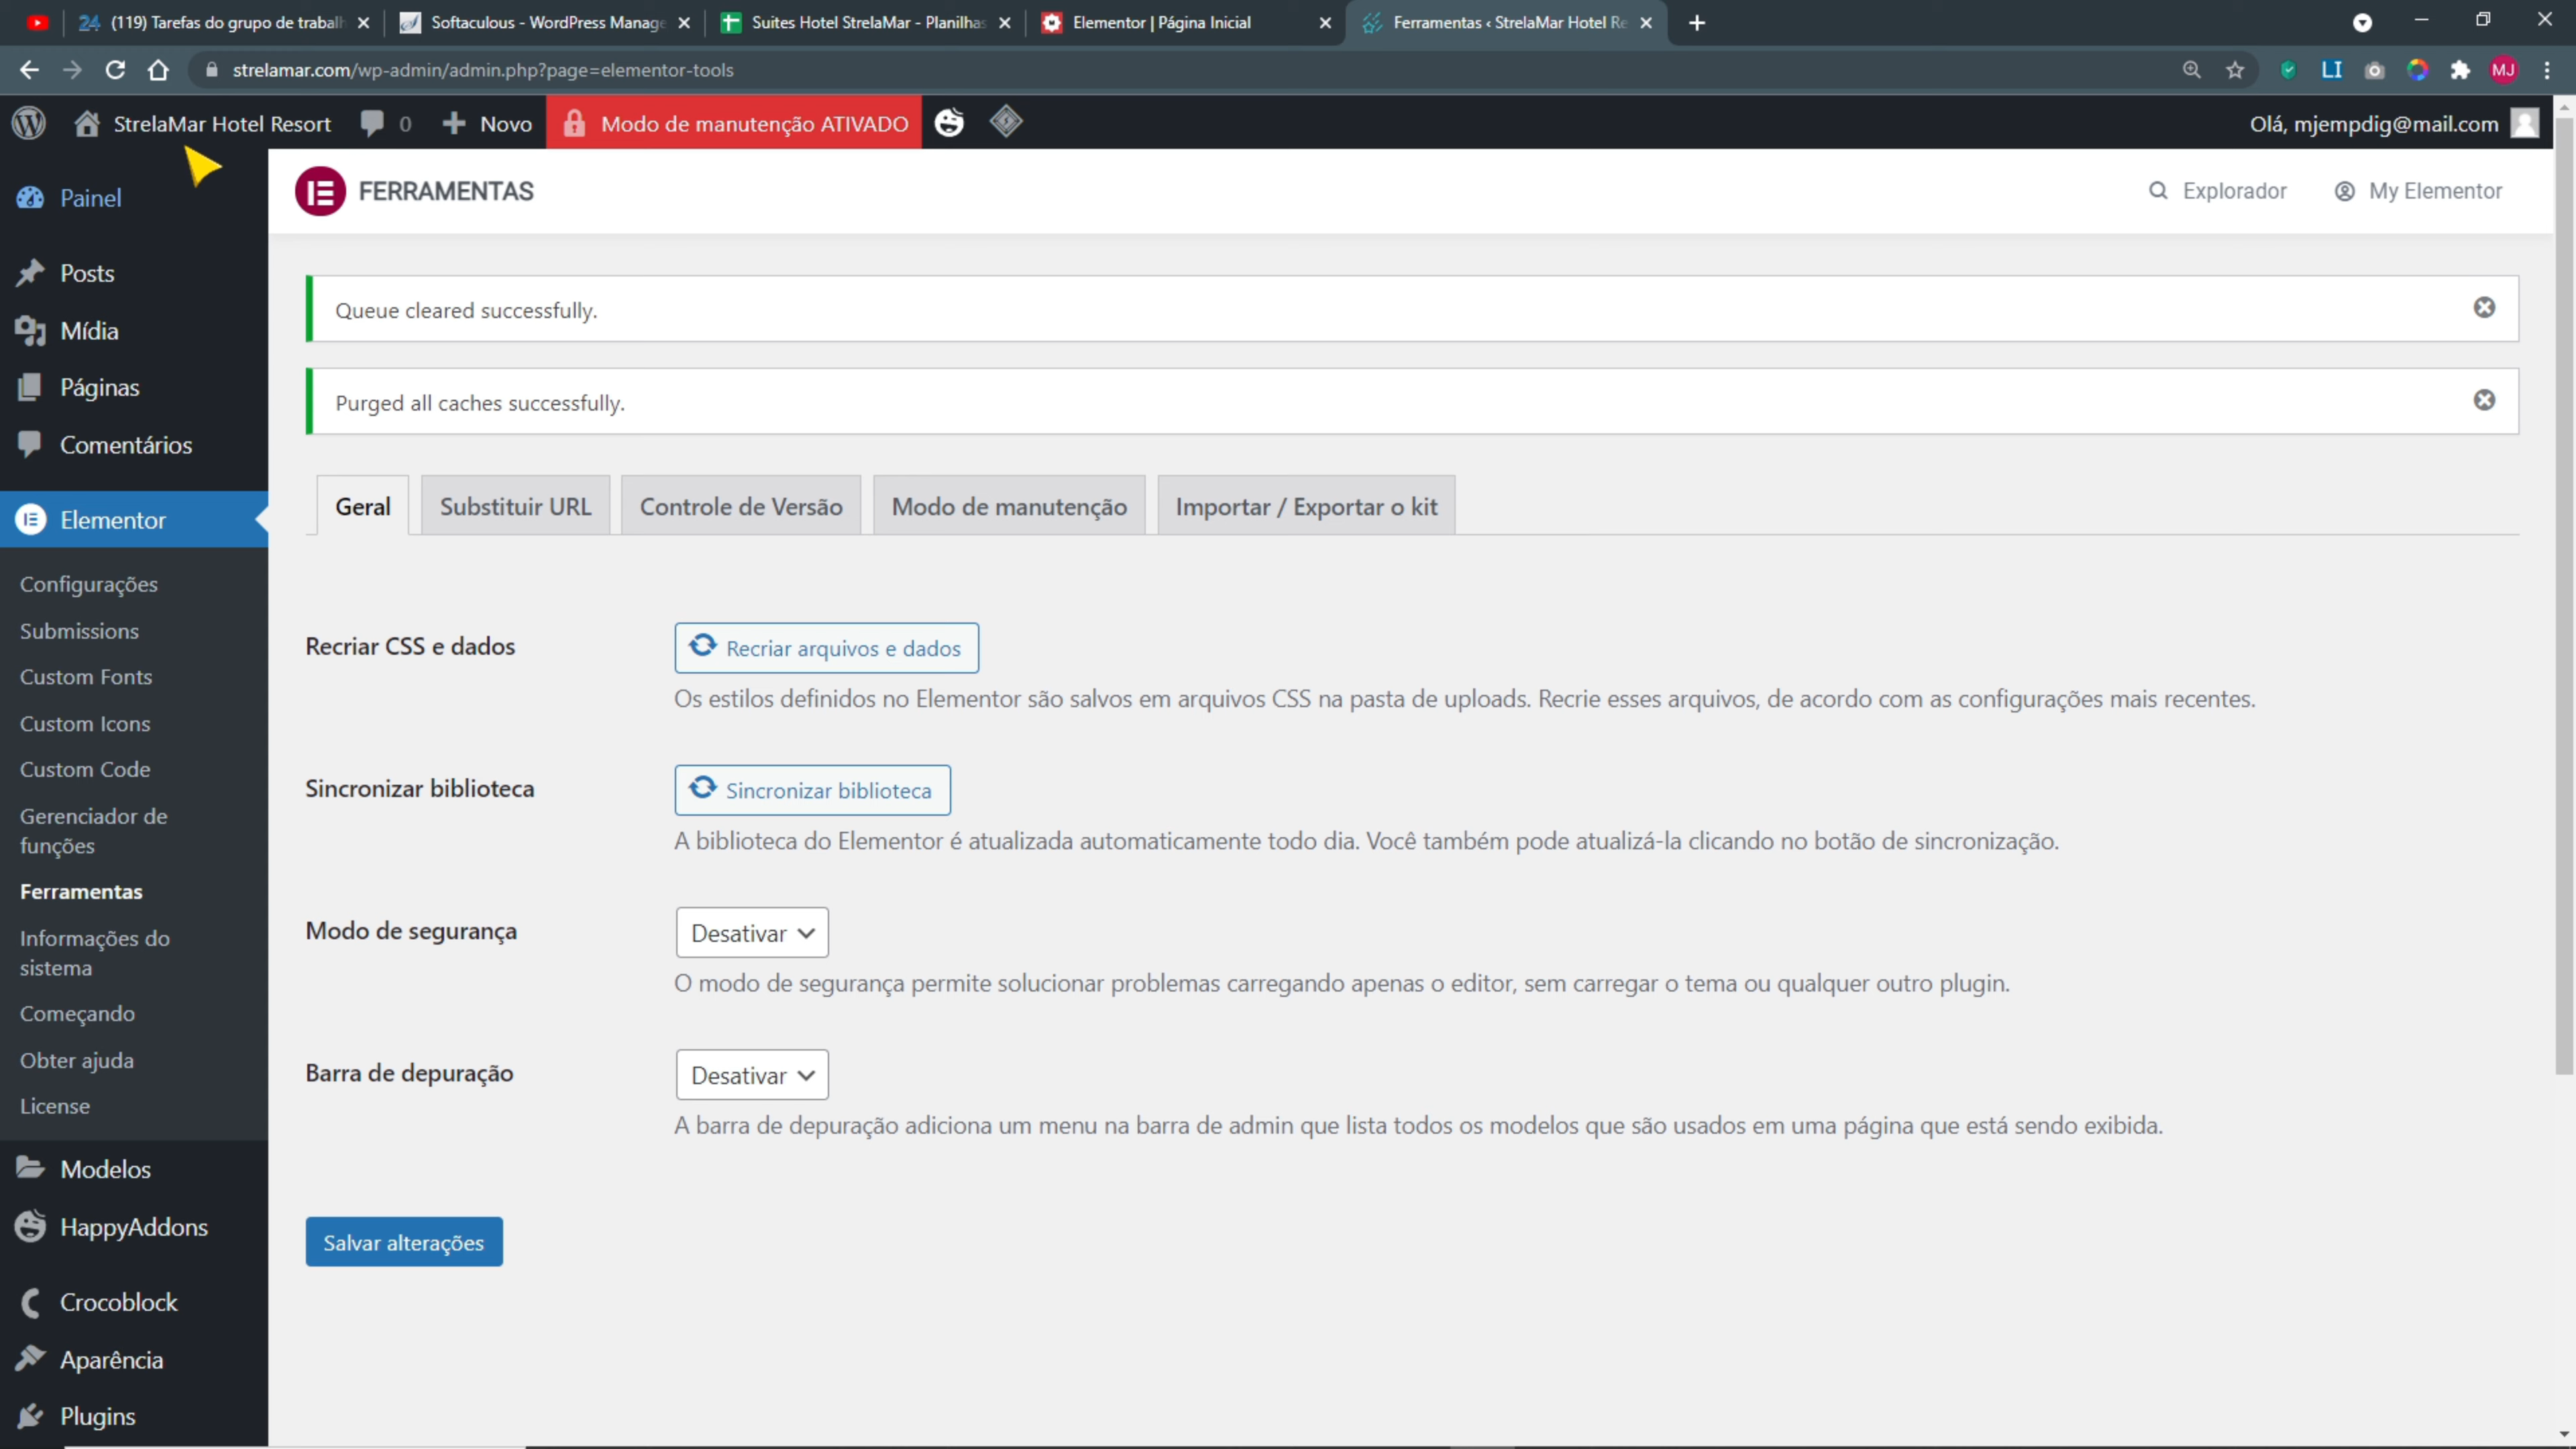 24 (119) Tarefas do grupo de trabalh
Softaculous - WordPress Manage
Suites Hotel StrelaMar - Planilhas
Elementor | Página Inicial
Ferramentas ‹ StrelaMar Hotel Re
strelamar.com/wp-admin/admin.php?page=elementor-tools
LI
MJ
StrelaMar Hotel Resort
0
Novo
Modo de manutenção ATIVADO
Olá, mjempdig@mail.com
Painel
Posts
Mídia
Páginas
Comentários
Elementor
Configurações
Submissions
Custom Fonts
Custom Icons
Custom Code
Gerenciador de
funções
Ferramentas
Informações do
sistema
Começando
Obter ajuda
License
Modelos
HappyAddons
Crocoblock
Aparência
Plugins
FERRAMENTAS
Explorador
My Elementor
Queue cleared successfully.
Purged all caches successfully.
Geral
Substituir URL
Controle de Versão
Modo de manutenção
Importar / Exportar o kit
Recriar CSS e dados
Recriar arquivos e dados
Os estilos definidos no Elementor são salvos em arquivos CSS na pasta de uploads. Recrie esses arquivos, de acordo com as configurações mais recentes.
Sincronizar biblioteca
Sincronizar biblioteca
A biblioteca do Elementor é atualizada automaticamente todo dia. Você também pode atualizá-la clicando no botão de sincronização.
Modo de segurança
Desativar
O modo de segurança permite solucionar problemas carregando apenas o editor, sem carregar o tema ou qualquer outro plugin.
Barra de depuração
Desativar
A barra de depuração adiciona um menu na barra de admin que lista todos os modelos que são usados em uma página que está sendo exibida.
Salvar alterações